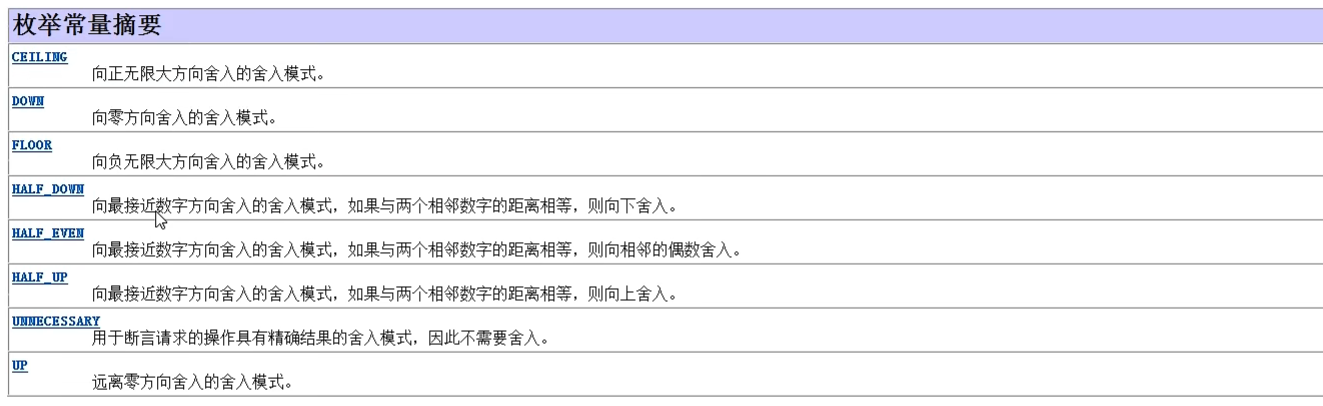 枚举常量摘要
CEILING
向正无限大方向舍入的舍入模式。
DOWN
向零方向舍入的舍入模式。
FLOOR
向负无限大方向舍入的舍入模式。
HALF_DOWN
向最接近数字方向舍入的舍入模式，如果与两个相邻数字的距离相等，则向下舍入。
HALF_EVEN
向最接近数字方向舍入的舍入模式，如果与两个相邻数字的距离相等，则向相邻的偶数舍入。
HALF_UP
向最接近数字方向舍入的舍入模式，如果与两个相邻数字的距离相等，则向上舍入。
UNNECESSARY
用于断言请求的操作具有精确结果的舍入模式，因此不需要舍入。
UP
远离零方向舍入的舍入模式。